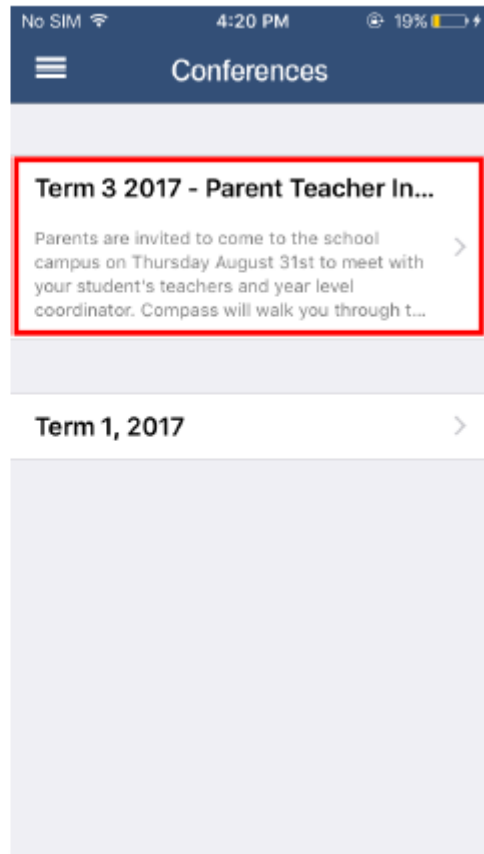 No SIM 4:20 PM 19%
Conferences
Term 3 2017 - Parent Teacher In...
Parents are invited to come to the school
campus on Thursday August 31st to meet with
your student's teachers and year level
coordinator. Compass will walk you through t...
Term 1, 2017